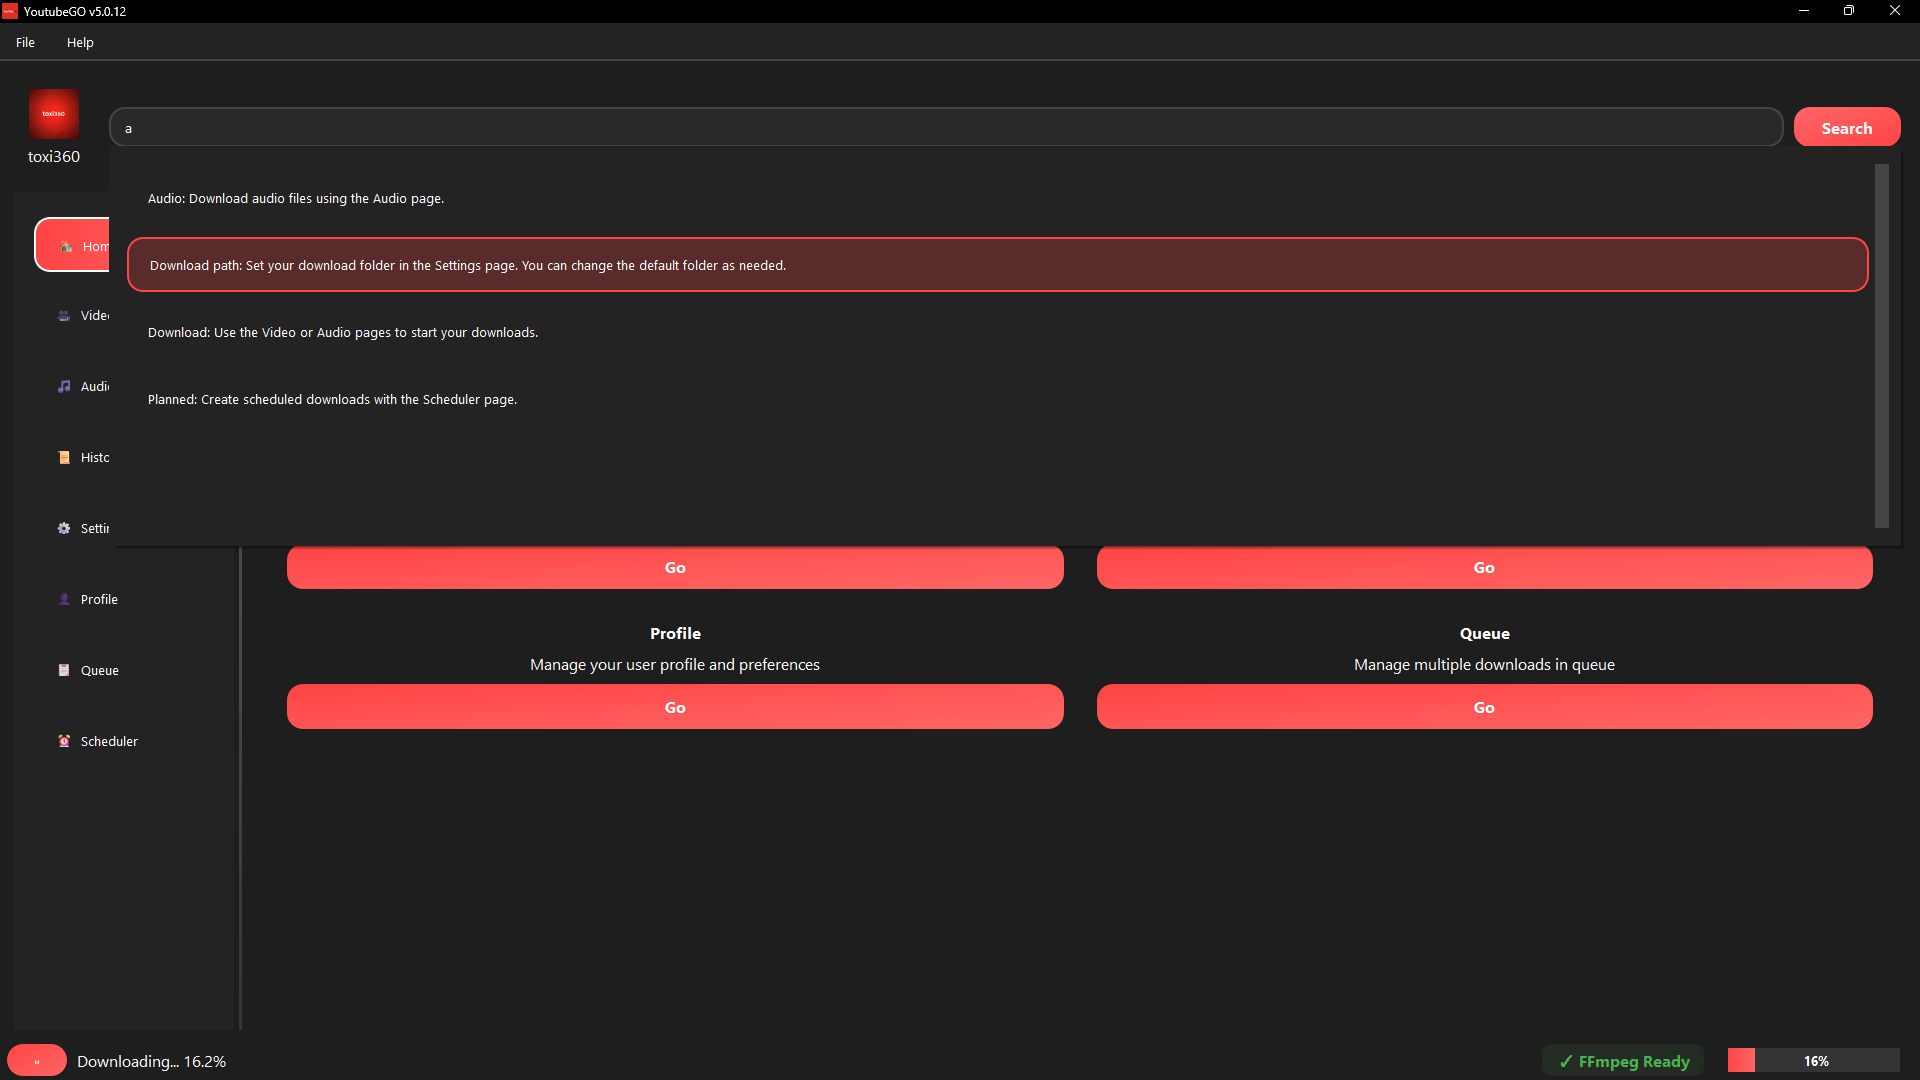 YoutubeGO v5.0.12
File Help
toxi360
a
Search
toxi360
Audio: Download audio files using the Audio page.
Hom
Download path: Set your download folder in the Settings page. You can change the default folder as needed.
Vide
Download: Use the Video or Audio pages to start your downloads.
Audi
Planned: Create scheduled downloads with the Scheduler page.
Histo
Settin
Go Go
Profile
Profile Queue
Manage your user profile and preferences Manage multiple downloads in queue
Queue
Go Go
Scheduler
Downloading... 16.2%
✓ FFmpeg Ready
16%